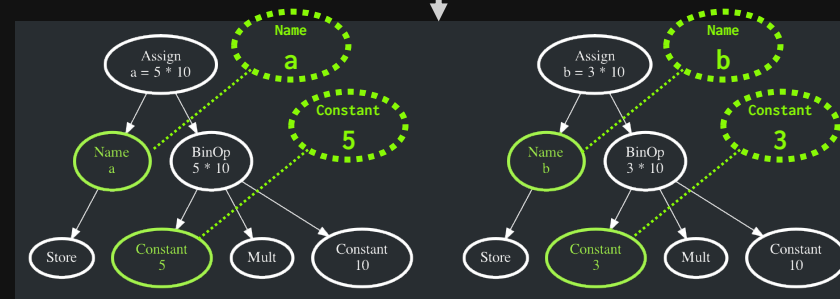 Name
a
Assign
a = 5 * 10
Constant
5
Name
a
BinOp
5 * 10
Store
Constant
5
Mult
Constant
10
Name
b
Assign
b = 3 * 10
Constant
3
Name
b
BinOp
3 * 10
Store
Constant
3
Mult
Constant
10